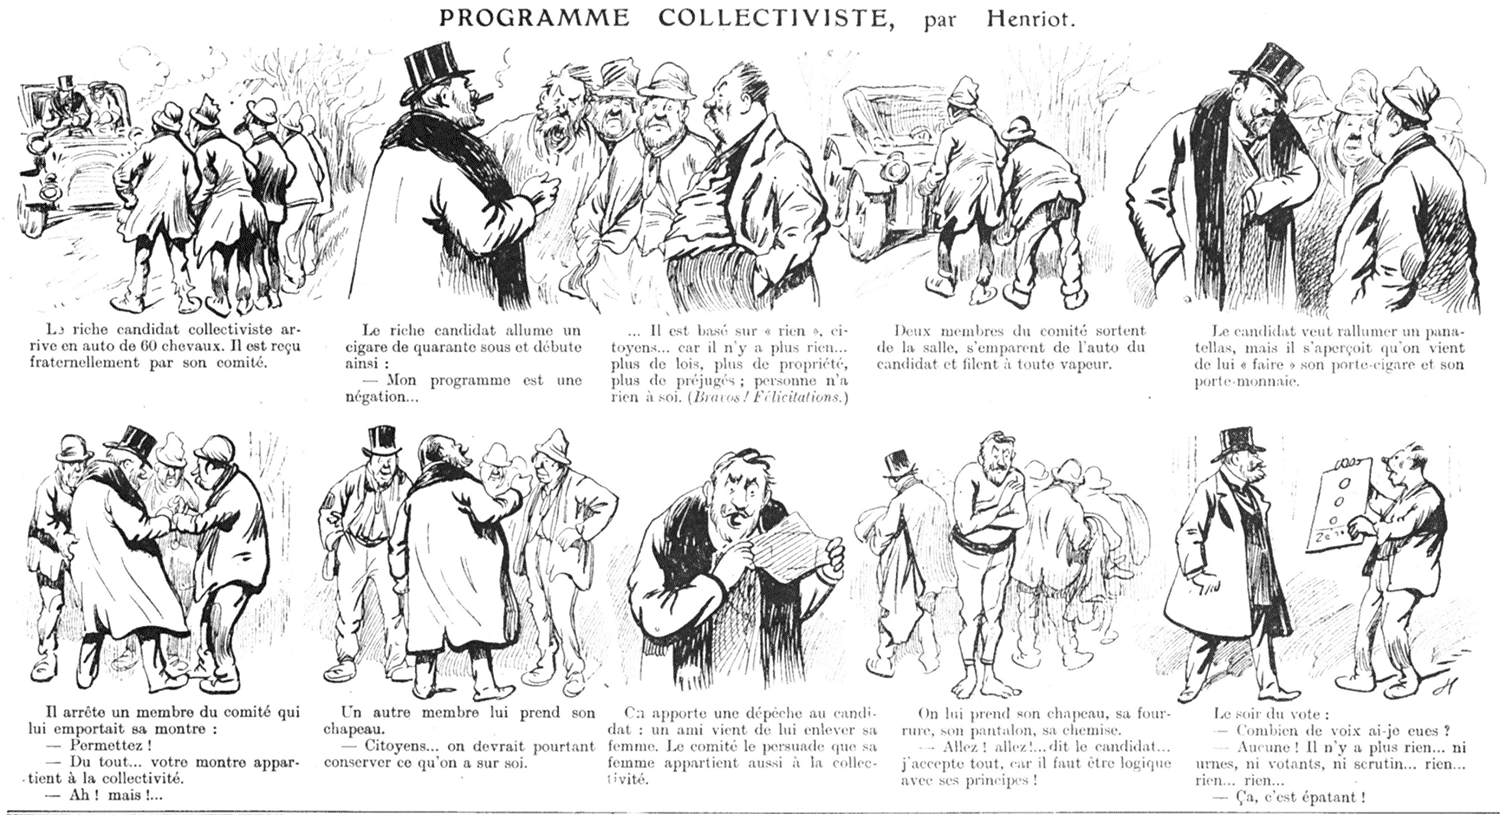 PROGRAMME COLLECTIVISTE, par Henriot.
Le riche candidat collectiviste ar-
rive en auto de 60 chevaux. Il est reçu
fraternellement par son comité.
Le riche candidat allume un
cigare de quarante sous et débute
ainsi :
— Mon programme est une
négation...
... Il est basé sur « rien », ci-
toyens... car il n'y a plus rien...
plus de lois, plus de propriété,
plus de préjugés ; personne n'a
rien à soi. (Bravos ! Félicitations.)
Deux membres du comité sortent
de la salle, s'emparent de l'auto du
candidat et filent à toute vapeur.
Le candidat veut rallumer un pana-
tellas, mais il s'aperçoit qu'on vient
de lui « faire » son porte-cigare et son
porte-monnaie.
Il arrête un membre du comité qui
lui emportait sa montre :
— Permettez !
— Du tout... votre montre appar-
tient à la collectivité.
— Ah ! mais !...
Un autre membre lui prend son
chapeau.
— Citoyens... on devrait pourtant
conserver ce qu'on a sur soi.
On apporte une dépêche au candi-
dat : un ami vient de lui enlever sa
femme. Le comité le persuade que sa
femme appartient aussi à la collec-
tivité.
On lui prend son chapeau, sa four-
rure, son pantalon, sa chemise.
— Allez ! allez !... dit le candidat...
j'accepte tout, car il faut être logique
avec ses principes !
Zéro
H
Le soir du vote :
— Combien de voix ai-je eues ?
— Aucune ! Il n'y a plus rien... ni
urnes, ni votants, ni scrutin... rien...
rien... rien...
— Ça, c'est épatant !